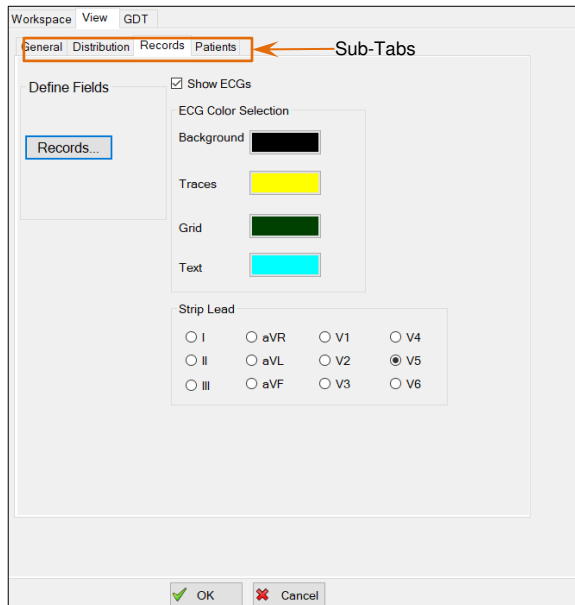 Workspace View GDT
General Distribution Records Patients
Sub-Tabs
Define Fields
Records...
Show ECGs
ECG Color Selection
Background
Traces
Grid
Text
Strip Lead
I aVR V1 V4
II aVL V2 V5
III aVF V3 V6
OK Cancel